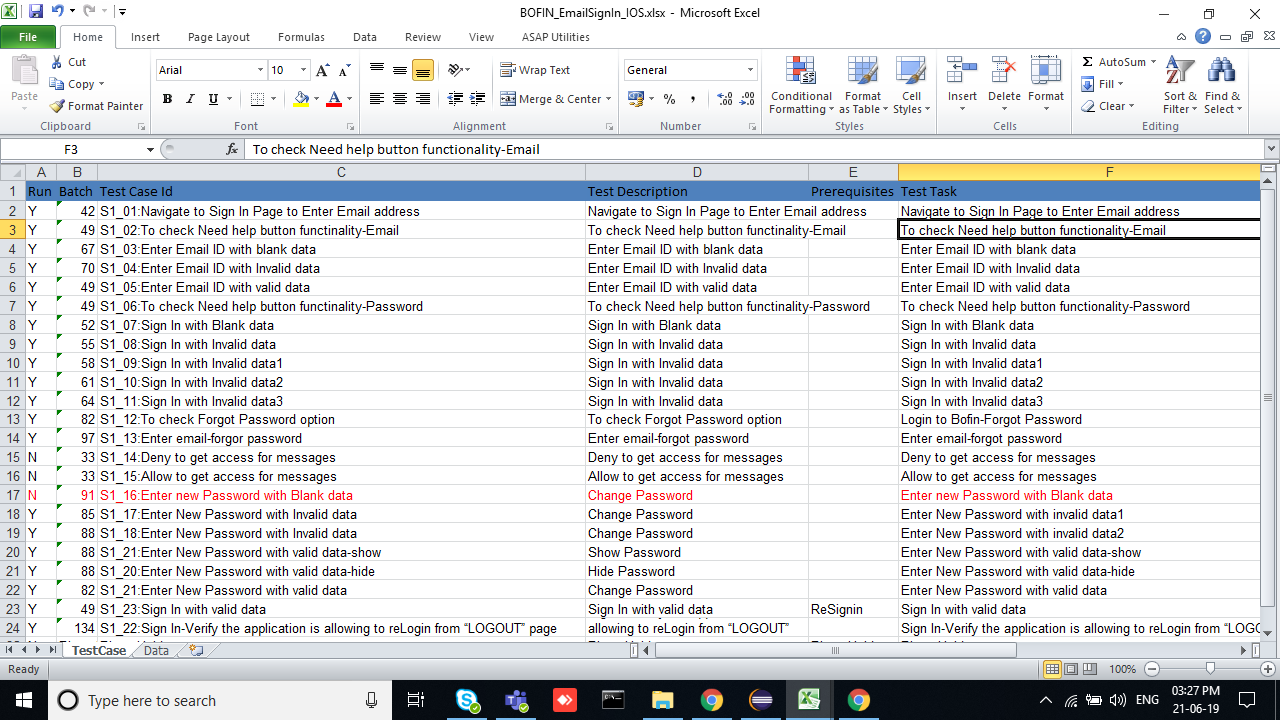 BOFIN_EmailSignIn_IOS.xlsx - Microsoft Excel
File Home Insert Page Layout Formulas Data Review View ASAP Utilities
Paste Cut Copy Format Painter Clipboard
Arial 10 B I U A A A Font
Wrap Text Merge & Center Alignment
General % , Number
Conditional Formatting Format as Table Cell Styles Styles
Insert Delete Format Cells
Σ AutoSum Fill Clear Sort & Filter Find & Select Editing
F3 fx To check Need help button functionality-Email
A B C D E F
1 Run Batch Test Case Id Test Description Prerequisites Test Task
2 Y 42 S1_01:Navigate to Sign In Page to Enter Email address Navigate to Sign In Page to Enter Email address Navigate to Sign In Page to Enter Email address
3 Y 49 S1_02:To check Need help button functinality-Email To check Need help button functinality-Email To check Need help button functionality-Email
4 Y 67 S1_03:Enter Email ID with blank data Enter Email ID with blank data Enter Email ID with blank data
5 Y 70 S1_04:Enter Email ID with Invalid data Enter Email ID with Invalid data Enter Email ID with Invalid data
6 Y 49 S1_05:Enter Email ID with valid data Enter Email ID with valid data Enter Email ID with valid data
7 Y 49 S1_06:To check Need help button functinality-Password To check Need help button functinality-Password To check Need help button functionality-Password
8 Y 52 S1_07:Sign In with Blank data Sign In with Blank data Sign In with Blank data
9 Y 55 S1_08:Sign In with Invalid data Sign In with Invalid data Sign In with Invalid data
10 Y 58 S1_09:Sign In with Invalid data1 Sign In with Invalid data Sign In with Invalid data1
11 Y 61 S1_10:Sign In with Invalid data2 Sign In with Invalid data Sign In with Invalid data2
12 Y 64 S1_11:Sign In with Invalid data3 Sign In with Invalid data Sign In with Invalid data3
13 Y 82 S1_12:To check Forgot Password option To check Forgot Password option Login to Bofin-Forgot Password
14 Y 97 S1_13:Enter email-forgor password Enter email-forgot password Enter email-forgot password
15 N 33 S1_14:Deny to get access for messages Deny to get access for messages Deny to get access for messages
16 N 33 S1_15:Allow to get access for messages Allow to get access for messages Allow to get access for messages
17 N 91 S1_16:Enter new Password with Blank data Change Password Enter new Password with Blank data
18 Y 85 S1_17:Enter New Password with Invalid data Change Password Enter New Password with invalid data1
19 Y 88 S1_18:Enter New Password with Invalid data Change Password Enter New Password with invalid data2
20 Y 88 S1_21:Enter New Password with valid data-show Show Password Enter New Password with valid data-show
21 Y 88 S1_20:Enter New Password with valid data-hide Hide Password Enter New Password with valid data-hide
22 Y 82 S1_21:Enter New Password with valid data Change Password Enter New Password with valid data
23 Y 49 S1_23:Sign In with valid data Sign In with valid data ReSignin Sign In with valid data
24 Y 134 S1_22:Sign In-Verify the application is allowing to reLogin from “LOGOUT” page allowing to reLogin from “LOGOUT” Sign In-Verify the application is allowing to reLogin from “LOGO
TestCase Data
Ready 100%
Type here to search ENG 03:27 PM
21-06-19